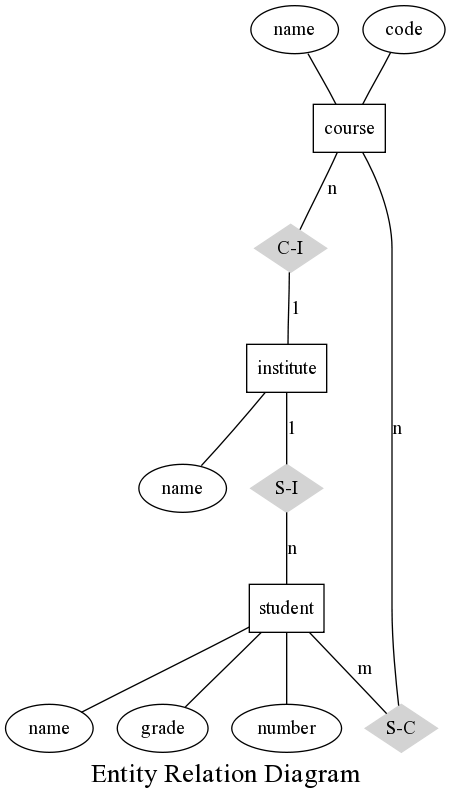 name
code
course
n
C-I
1
institute
1
n
name
S-I
n
student
m
name
grade
number
S-C
Entity Relation Diagram